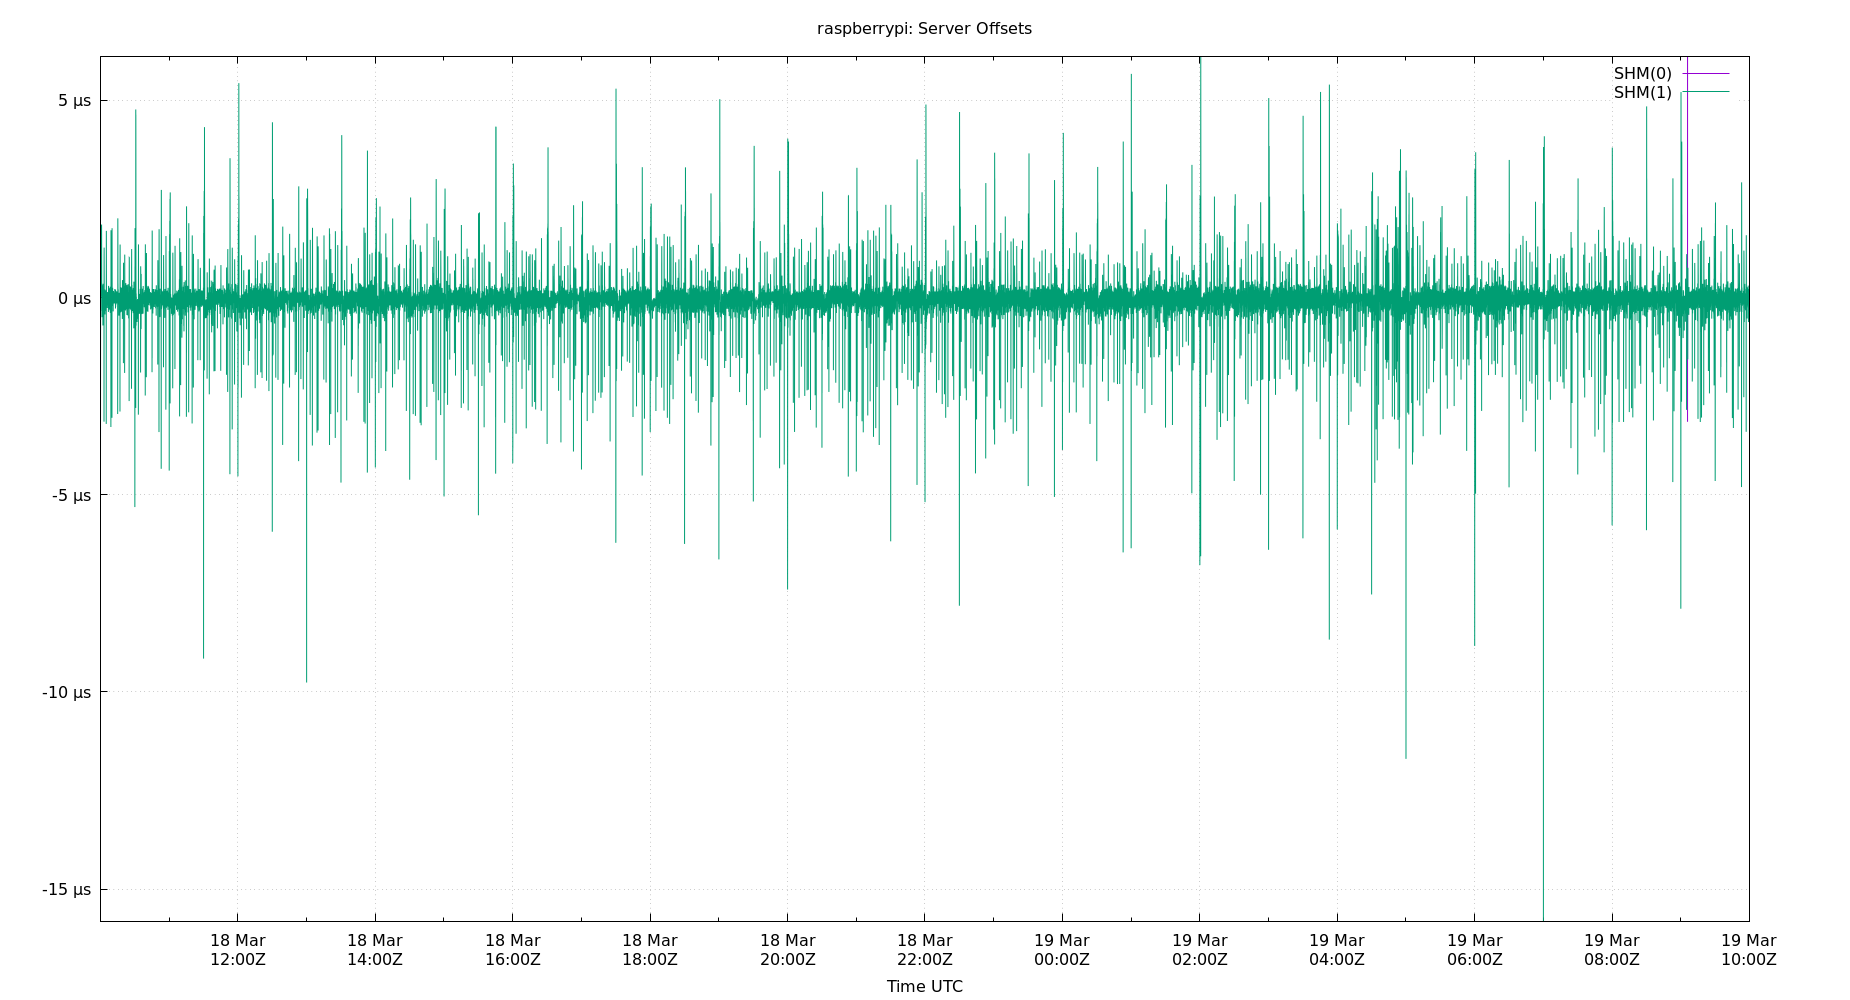 raspberrypi: Server Offsets
SHM(0)
SHM(1)
5 µs
0 µs
-5 µs
-10 µs
-15 µs
18 Mar 18 Mar 18 Mar 18 Mar 18 Mar 18 Mar 19 Mar 19 Mar 19 Mar 19 Mar 19 Mar 19 Mar
12:00Z 14:00Z 16:00Z 18:00Z 20:00Z 22:00Z 00:00Z 02:00Z 04:00Z 06:00Z 08:00Z 10:00Z
Time UTC